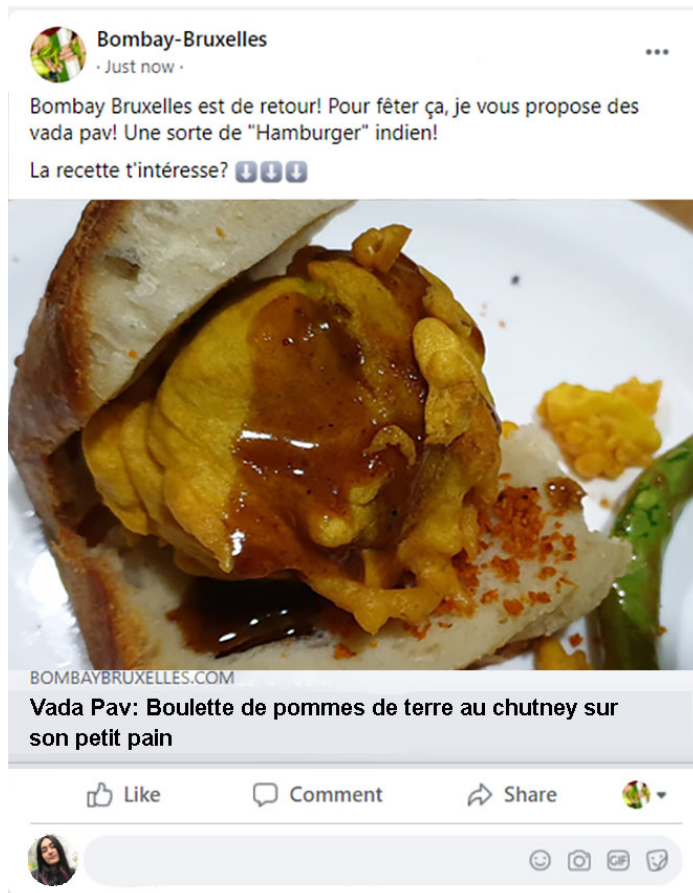 Bombay-Bruxelles
· Just now ·
Bombay Bruxelles est de retour! Pour fêter ça, je vous propose des
vada pav! Une sorte de "Hamburger" indien!
La recette t'intéresse? ⬇⬇⬇
BOMBAYBRUXELLES.COM
Vada Pav: Boulette de pommes de terre au chutney sur
son petit pain
Like Comment Share
GIF